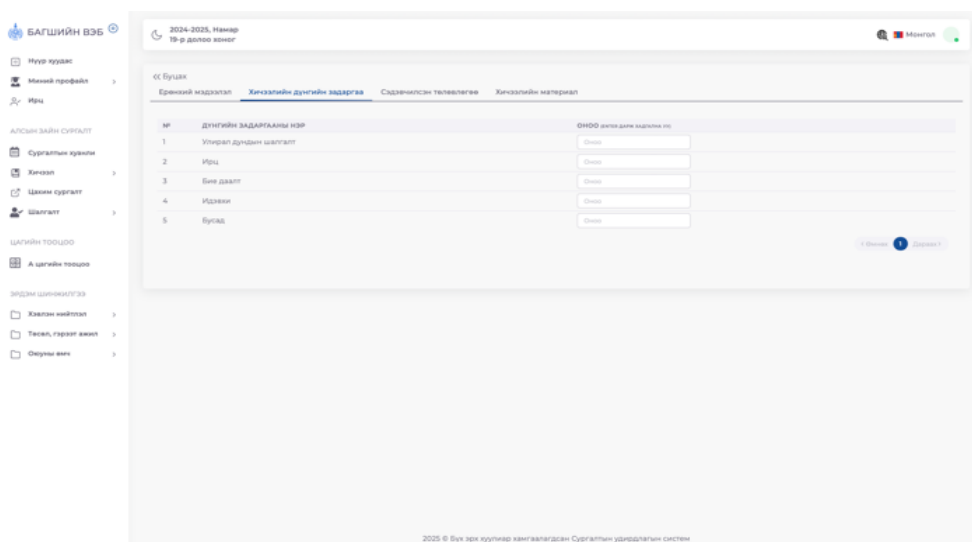 БАГШИЙН ВЭБ
2024-2025, Намар
19-р долоо хоног
Монгол
Нүүр хуудас
Миний профайл
Ирц
АЛСЫН ЗАЙН СУРГАЛТ
Сургалтын хуанли
Хичээл
Цахим сургалт
Шалгалт
ЦАГИЙН ТООЦОО
А цагийн тооцоо
ЭРДЭМ ШИНЖИЛГЭЭ
Хэвлэн нийтлэл
Төсөл, гэрээт ажил
Оюуны өмч
<< Буцах
Ерөнхий мэдээлэл Хичээлийн дүнгийн задаргаа Сэдэвчилсэн төлөвлөгөө Хичээлийн материал
№ ДҮНГИЙН ЗАДАРГААНЫ НЭР ОНОО
1 Улирал дундын шалгалт Оноо
2 Ирц Оноо
3 Бие даалт Оноо
4 Идэвхи Оноо
5 Бусад Оноо
< Өмнөх 1 Дараах >
2025 © Бүх эрх хуулиар хамгаалагдсан Сургалтын удирдлагын систем